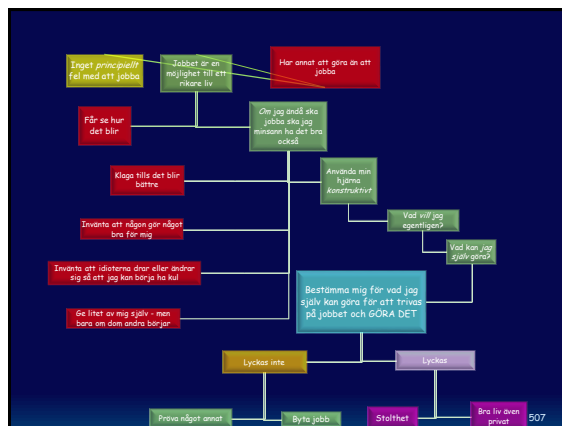 Inget principiellt
fel med att jobba
Jobbet är en
möjlighet till ett
rikare liv
Har annat att göra än att
jobba
Får se hur
det blir
Om jag ändå ska
jobba ska jag
minsann ha det bra
också
Klaga tills det blir
bättre
Använda min
hjärna
konstruktivt
Invänta att någon gör något
bra för mig
Vad vill jag
egentligen?
Vad kan jag
själv göra?
Invänta att idioterna drar eller ändrar
sig så att jag kan börja ha kul
Bestämma mig för vad jag
själv kan göra för att trivas
på jobbet och GÖRA DET
Ge litet av mig själv - men
bara om dom andra börjar
Lyckas inte
Lyckas
Pröva något annat
Byta jobb
Stolthet
Bra liv även
privat
507